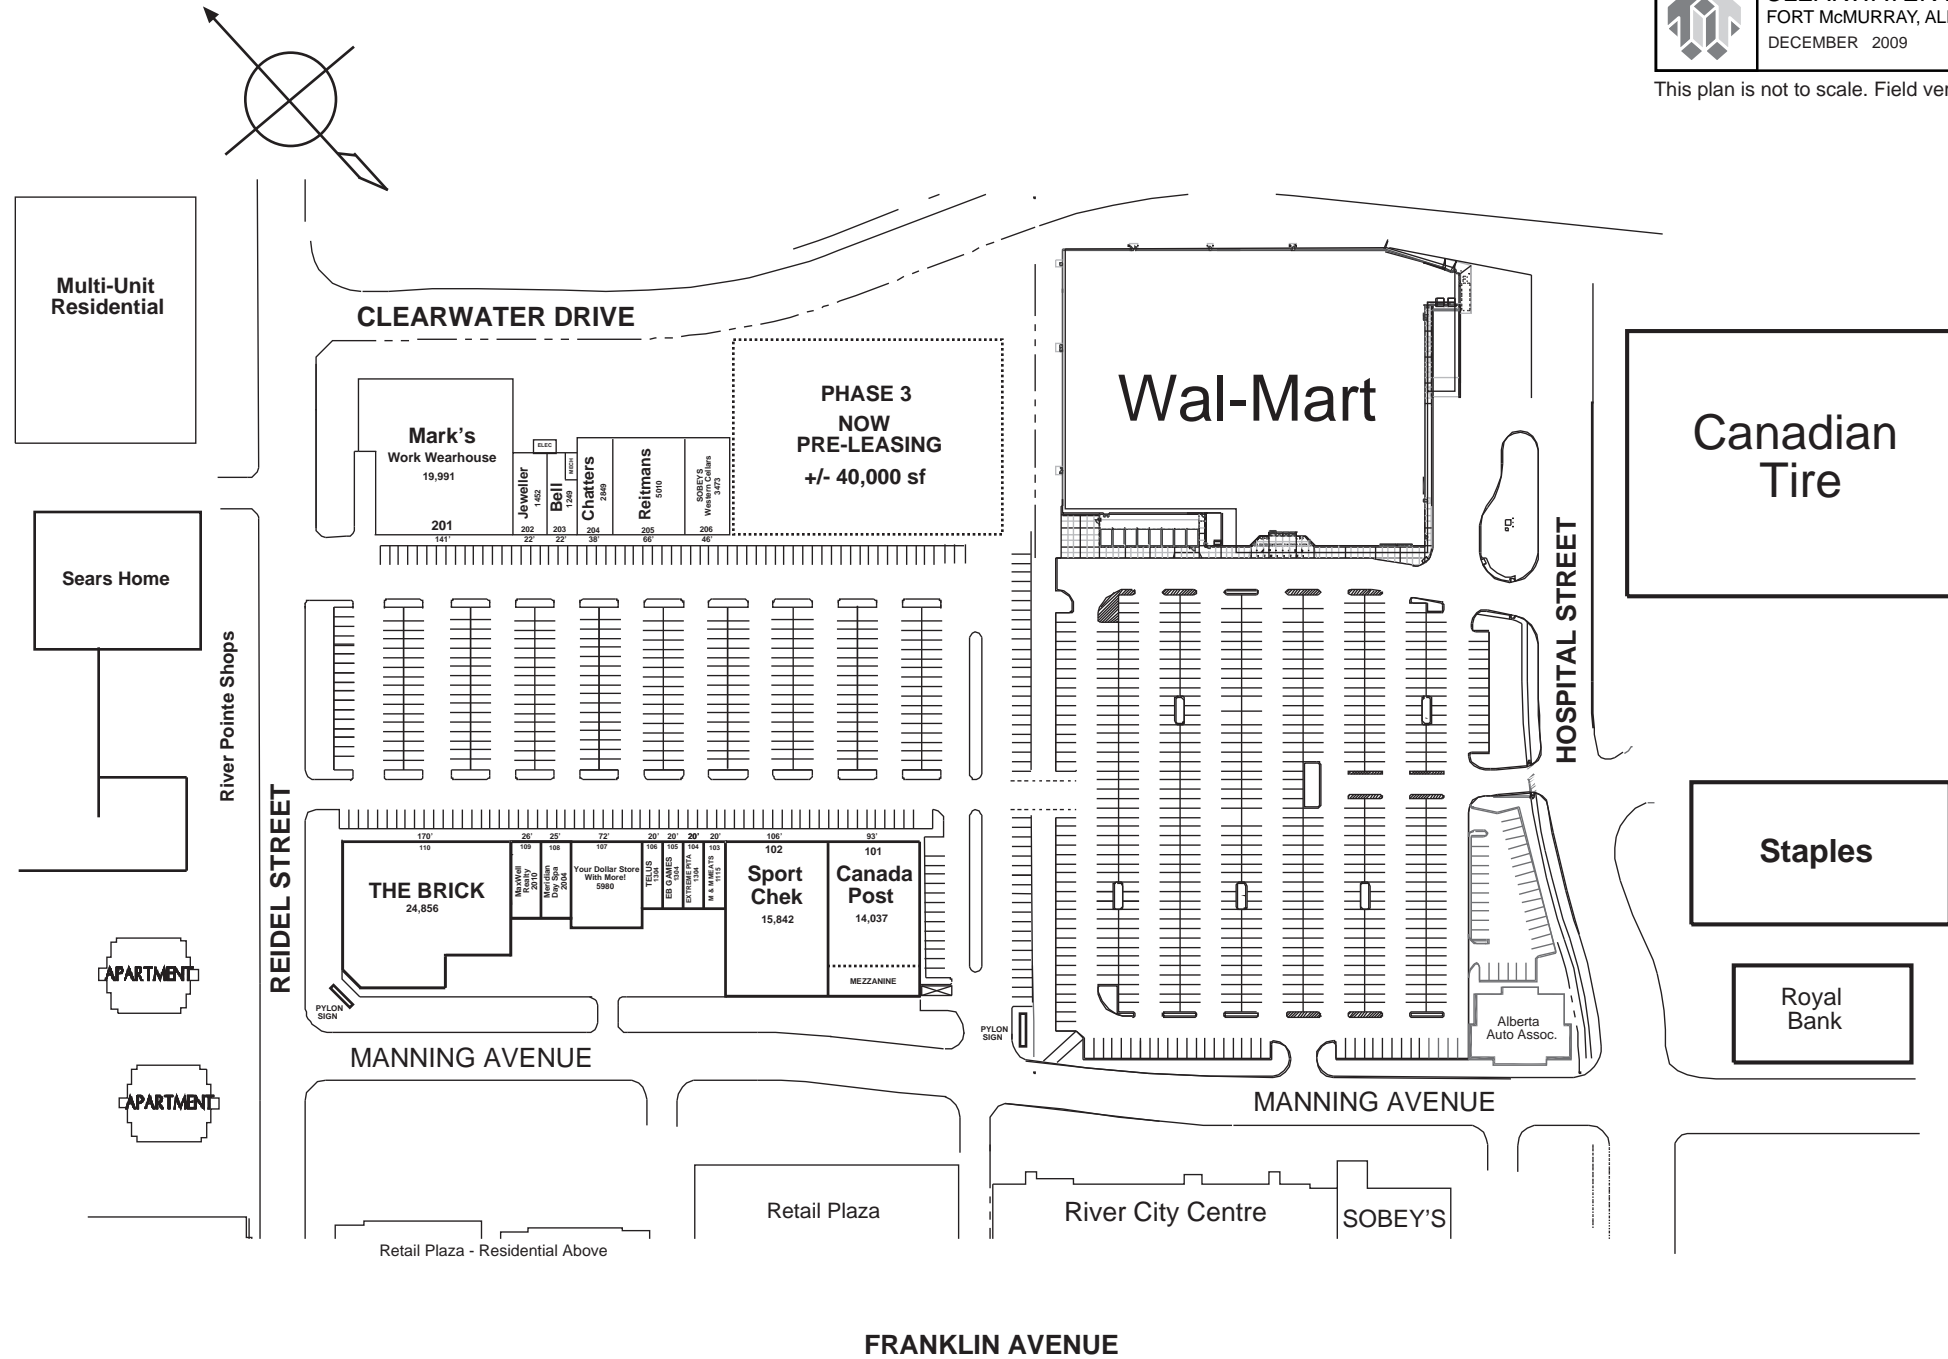 FORT McMURRAY, AL
DECEMBER 2009
This plan is not to scale. Field ver
Multi-Unit
Residential
CLEARWATER DRIVE
PHASE 3
NOW
PRE-LEASING
+/- 40,000 sf
Wal-Mart
Canadian
Tire
Mark's
Work Wearhouse
19,991
201
141'
ELEC
Jeweller
1452
202
22'
MECH
Bell
1249
203
22'
Chatters
2849
204
38'
Reitmans
5010
205
66'
SOBEY'S
Western Cellars
3473
206
46'
HOSPITAL STREET
Sears Home
River Pointe Shops
REIDEL STREET
170'
110
THE BRICK
24,856
26'
109
MaxWell
Realty
2010
25'
108
Meridian
Day Spa
2004
72'
107
Your Dollar Store
With More!
5980
20'
106
TELUS
1304
20'
105
EB GAMES
1304
20'
104
EXTREME PITA
1304
20'
103
M & M MEATS
1115
106'
102
Sport
Chek
15,842
93'
101
Canada
Post
14,037
MEZZANINE
Staples
Royal
Bank
Alberta
Auto Assoc.
APARTMENT
APARTMENT
PYLON
SIGN
PYLON
SIGN
MANNING AVENUE
MANNING AVENUE
Retail Plaza
River City Centre
SOBEY'S
Retail Plaza - Residential Above
FRANKLIN AVENUE